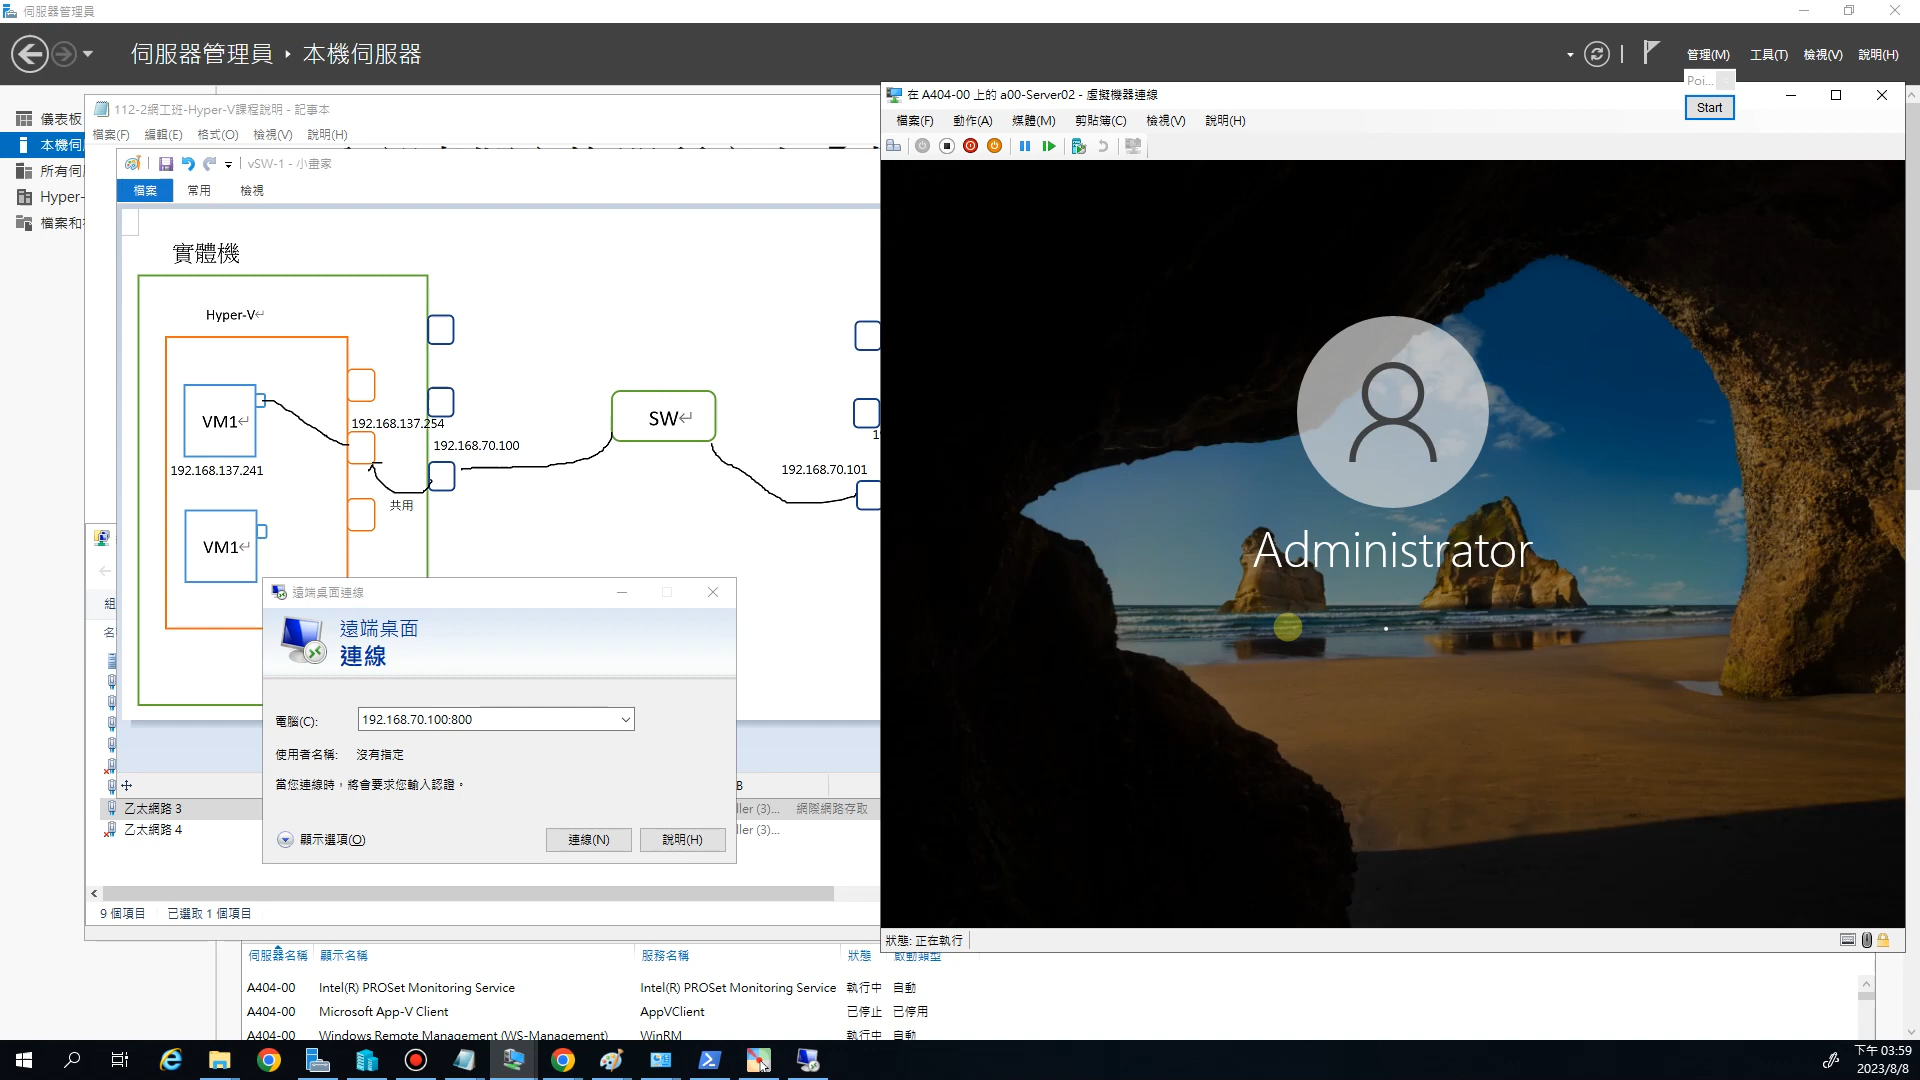 伺服器管理員
伺服器管理員 ‣ 本機伺服器
管理(M) 工具(T) 檢視(V) 說明(H)
Poi...
Start
儀表板
本機伺
所有伺
Hyper-
檔案和
112-2網工班-Hyper-V課程說明 - 記事本
檔案(F) 編輯(E) 格式(O) 檢視(V) 說明(H)
vSW-1 - 小畫家
檔案 常用 檢視
實體機
Hyper-V
VM1
192.168.137.254
192.168.70.100
192.168.137.241
共用
VM1
SW
192.168.70.101
遠端桌面連線
遠端桌面
連線
電腦(C): 192.168.70.100:800
使用者名稱: 沒有指定
當您連線時，將會要求您輸入認證。
顯示選項(O) 連線(N) 說明(H)
組
名
乙太網路 3
ller (3)... 網際網路存取
乙太網路 4
ller (3)...
9 個項目 已選取 1 個項目
在 A404-00 上的 a00-Server02 - 虛擬機器連線
檔案(F) 動作(A) 媒體(M) 剪貼簿(C) 檢視(V) 說明(H)
Administrator
狀態: 正在執行
伺服器名稱 顯示名稱 服務名稱 狀態 啟動類型
A404-00 Intel(R) PROSet Monitoring Service Intel(R) PROSet Monitoring Service 執行中 自動
A404-00 Microsoft App-V Client AppVClient 已停止 已停用
A404-00 Windows Remote Management (WS-Management) WinRM 執行中 自動
下午 03:59
2023/8/8